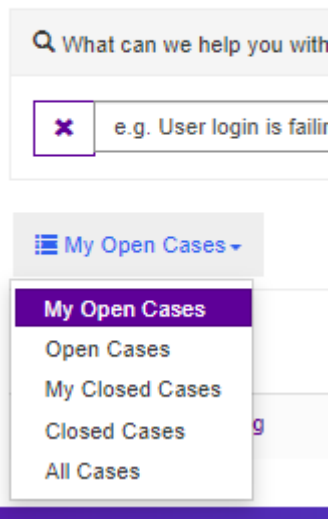 What can we help you with
e.g. User login is failin
My Open Cases
My Open Cases
Open Cases
My Closed Cases
Closed Cases
g
All Cases